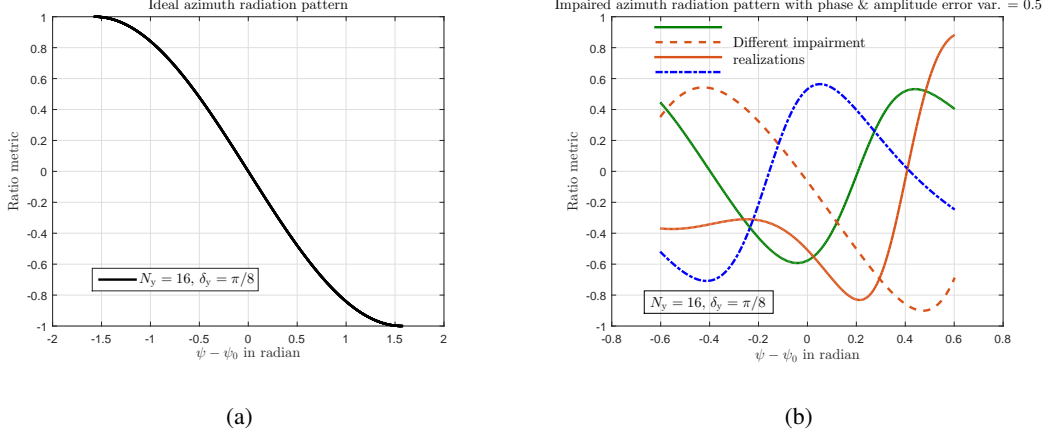 Ideal azimuth radiation pattern
1
0.8
0.6
0.4
0.2
0
-0.2
-0.4
-0.6
-0.8
-1
Ratio metric
N_y = 16, δ_y = π/8
-2 -1.5 -1 -0.5 0 0.5 1 1.5 2
ψ − ψ_0 in radian
(a)
Impaired azimuth radiation pattern with phase & amplitude error var. = 0.5
1
0.8
0.6
0.4
0.2
0
-0.2
-0.4
-0.6
-0.8
-1
Ratio metric
Different impairment
realizations
N_y = 16, δ_y = π/8
-0.8 -0.6 -0.4 -0.2 0 0.2 0.4 0.6 0.8
ψ − ψ_0 in radian
(b)